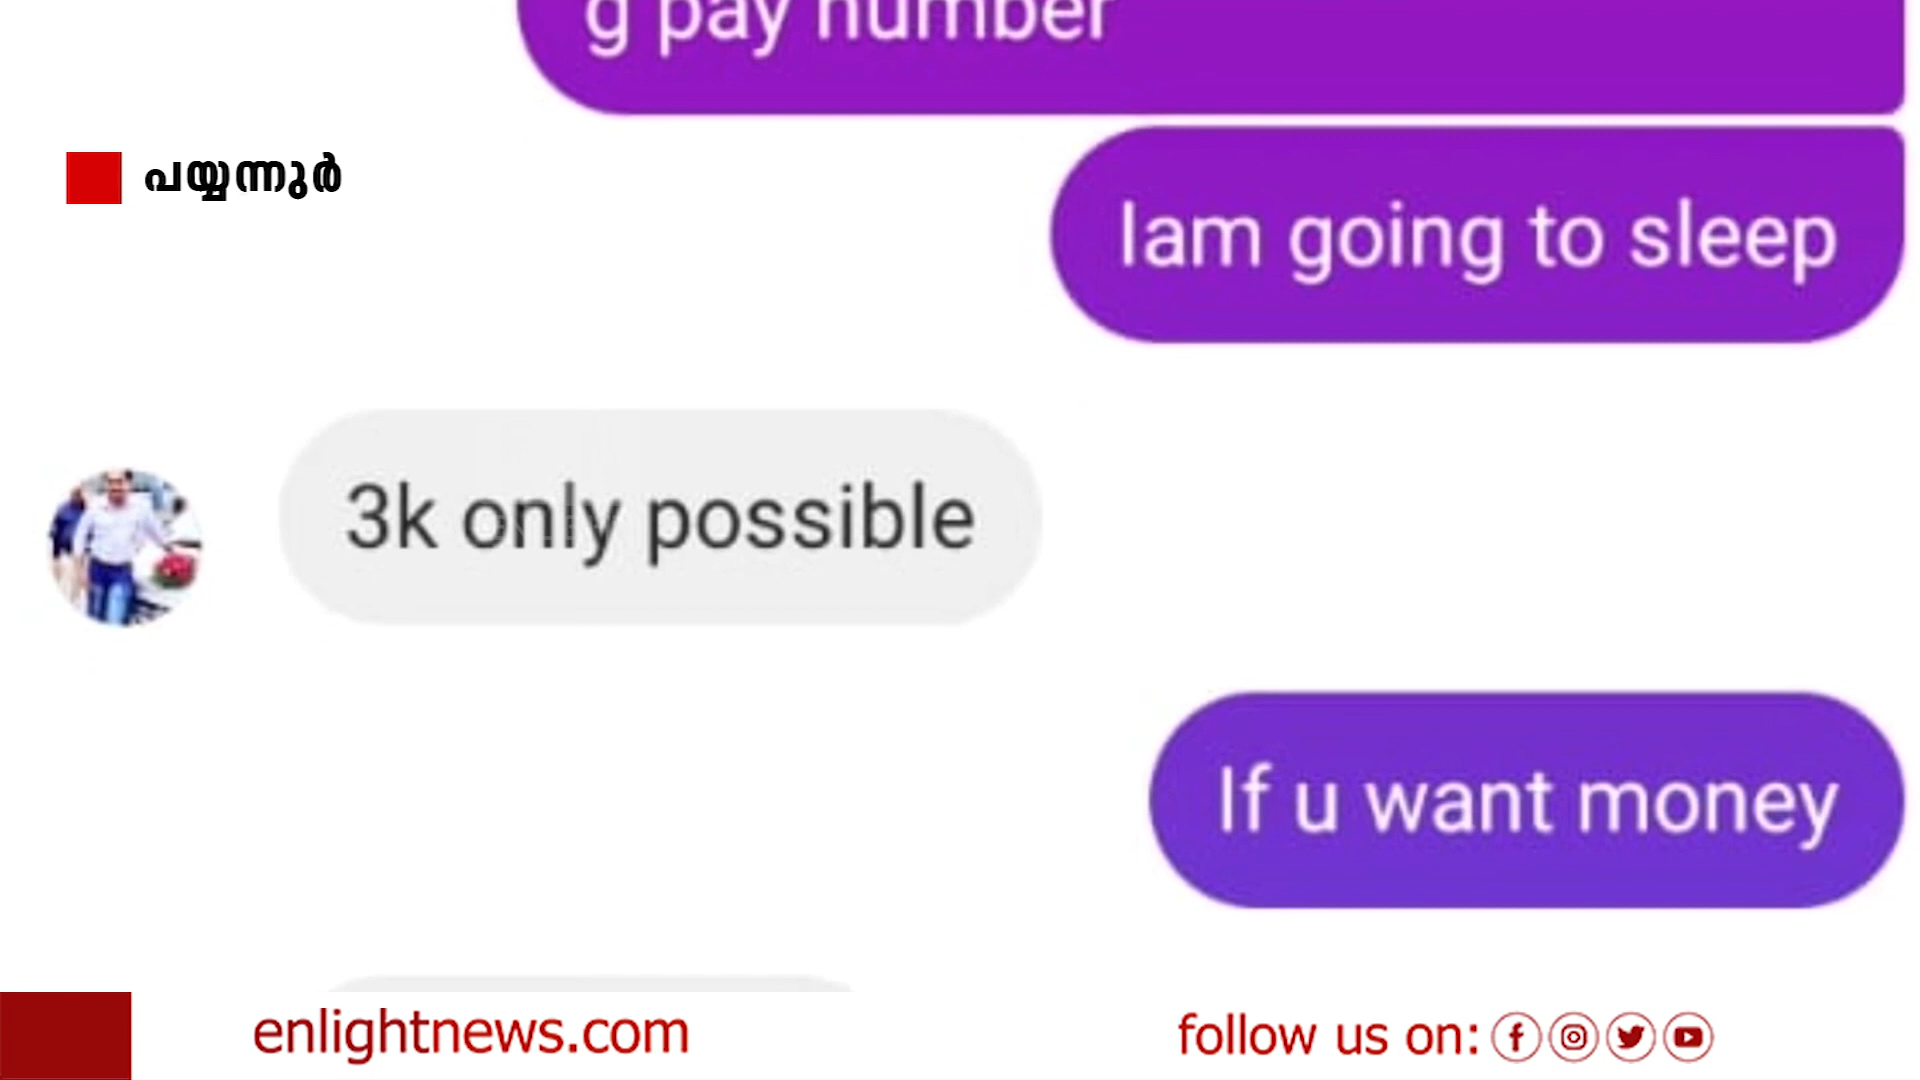 g pay number
പയ്യന്നൂർ
Iam going to sleep
3k only possible
If u want money
enlightnews.com
follow us on: